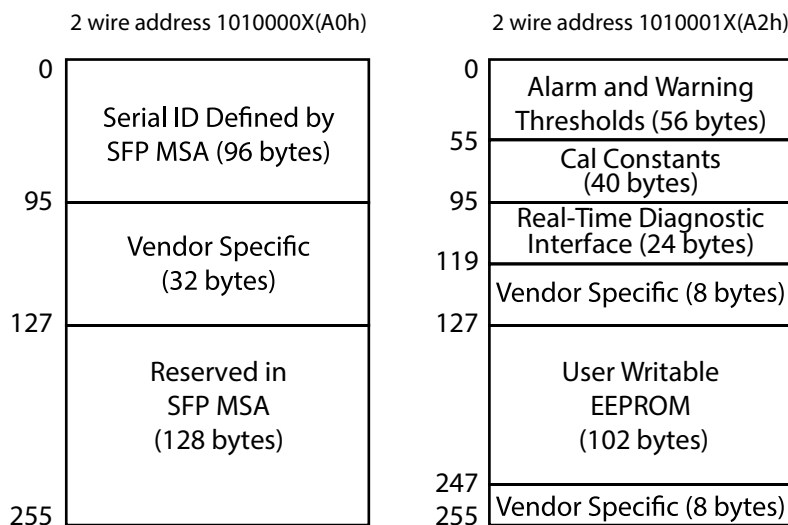 2 wire address 1010000X(A0h)
0
Serial ID Defined by
SFP MSA (96 bytes)
95
Vendor Specific
(32 bytes)
127
Reserved in
SFP MSA
(128 bytes)
255
2 wire address 1010001X(A2h)
0
Alarm and Warning
Thresholds (56 bytes)
55
Cal Constants
(40 bytes)
95
Real-Time Diagnostic
Interface (24 bytes)
119
Vendor Specific (8 bytes)
127
User Writable
EEPROM
(102 bytes)
247
Vendor Specific (8 bytes)
255